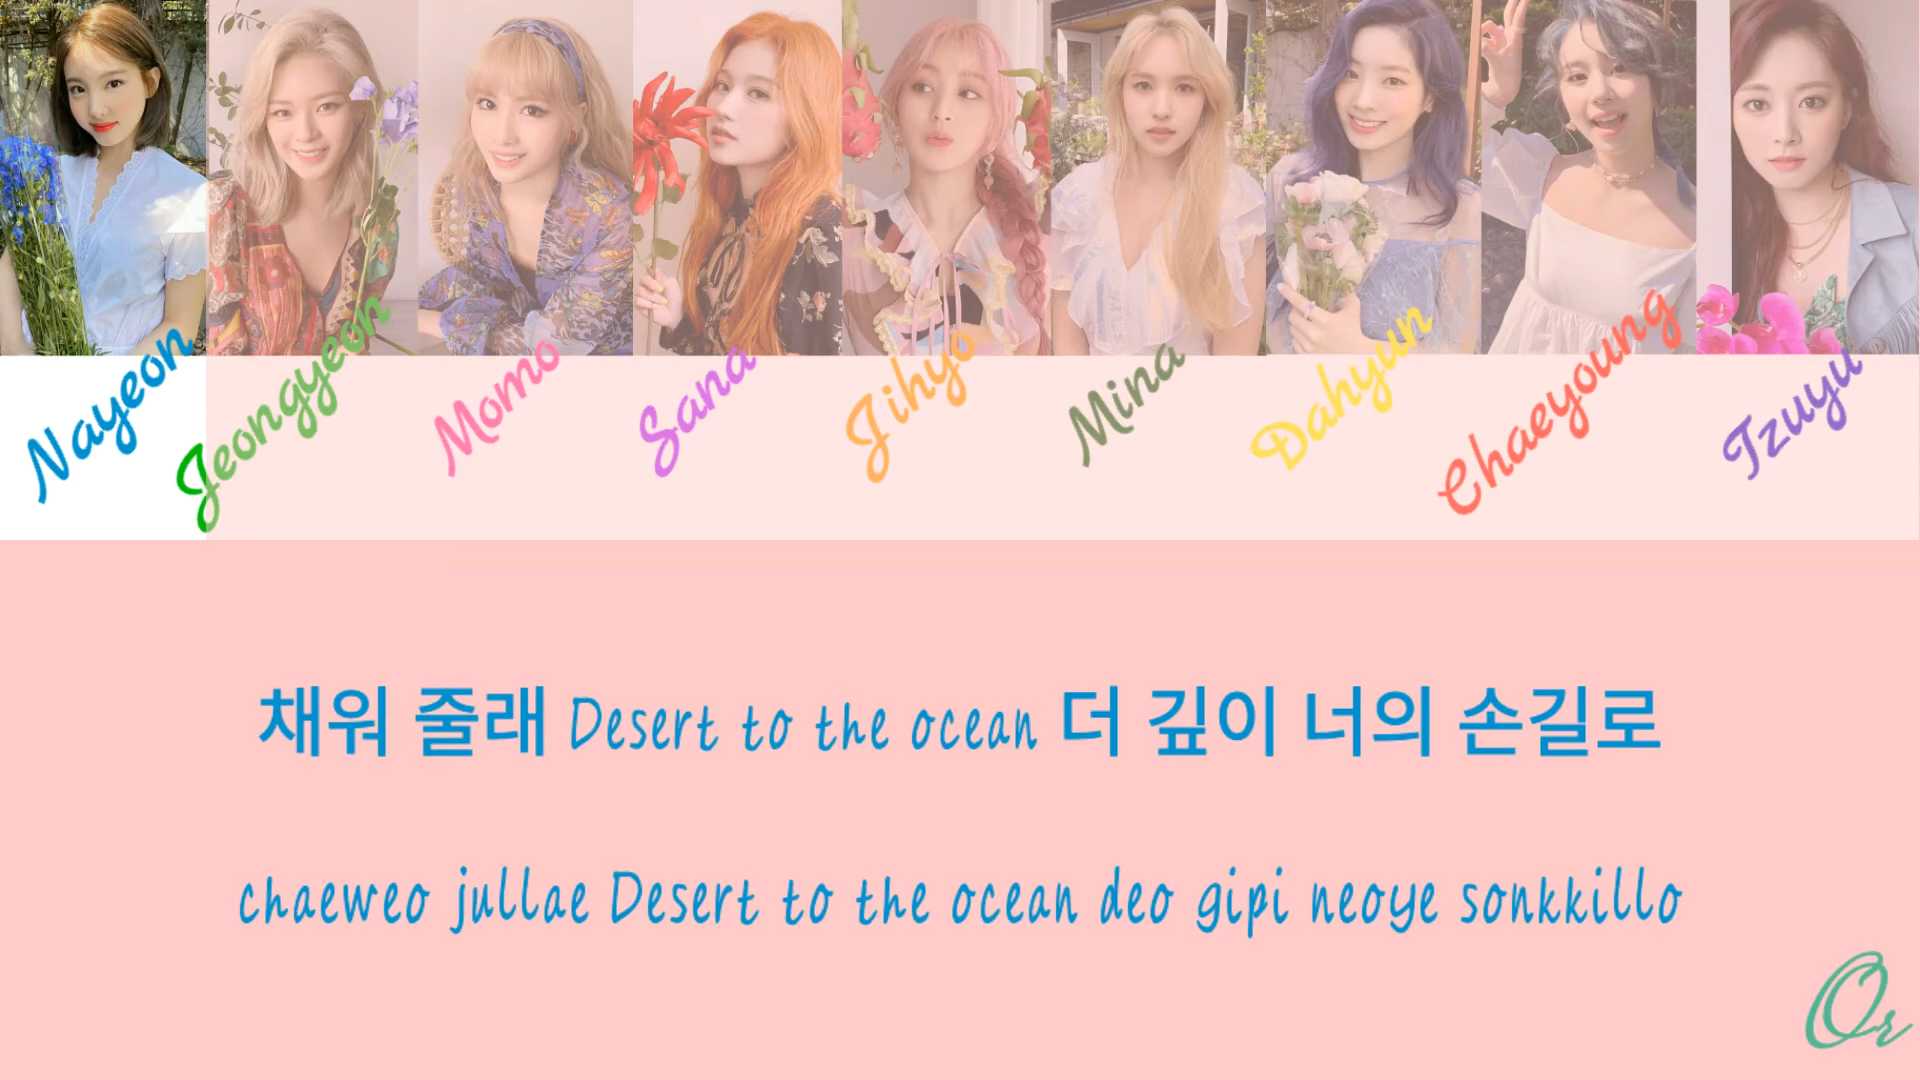 Nayeon
Jeongyeon
Momo
Sana
Jihyo
Mina
Dahyun
Chaeyoung
Tzuyu
채워 줄래 Desert to the ocean 더 깊이 너의 손길로
chaeweo jullae Desert to the ocean deo gipi neoye sonkkillo
Or